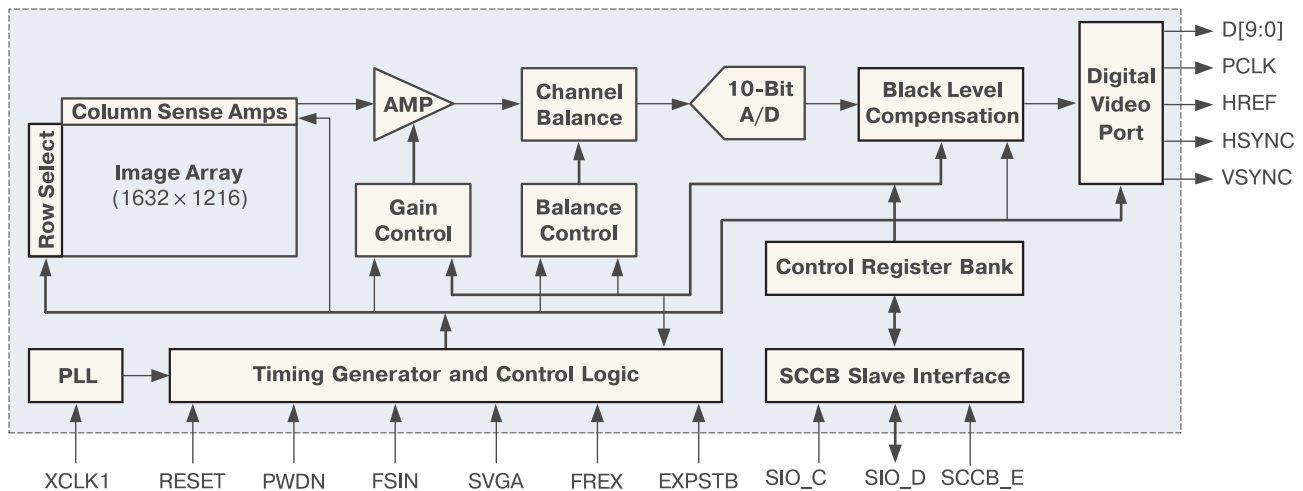 D[9:0]
PCLK
HREF
HSYNC
VSYNC
Column Sense Amps
Row Select
Image Array
(1632 × 1216)
AMP
Channel
Balance
10-Bit
A/D
Black Level
Compensation
Digital
Video
Port
Gain
Control
Balance
Control
Control Register Bank
PLL
Timing Generator and Control Logic
SCCB Slave Interface
XCLK1
RESET
PWDN
FSIN
SVGA
FREX
EXPSTB
SIO_C
SIO_D
SCCB_E